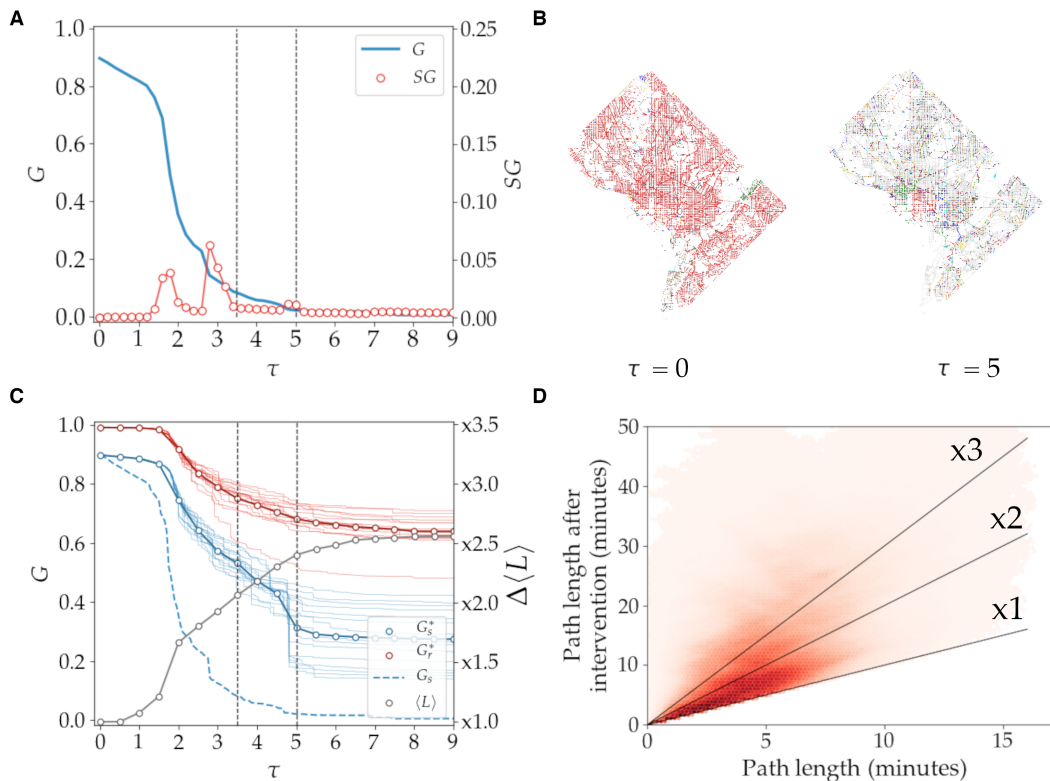 A
1.0
0.8
0.6
0.4
0.2
0.0
G
0.25
0.20
0.15
0.10
0.05
0.00
SG
G
SG
0 1 2 3 4 5 6 7 8 9
τ
B
τ = 0
τ = 5
C
1.0
0.8
0.6
0.4
0.2
0.0
G
x3.5
x3.0
x2.5
x2.0
x1.5
x1.0
Δ⟨L⟩
G*s
G*r
Gs
⟨L⟩
0 1 2 3 4 5 6 7 8 9
τ
D
50
40
30
20
10
0
Path length after
intervention (minutes)
x3
x2
x1
0 5 10 15
Path length (minutes)